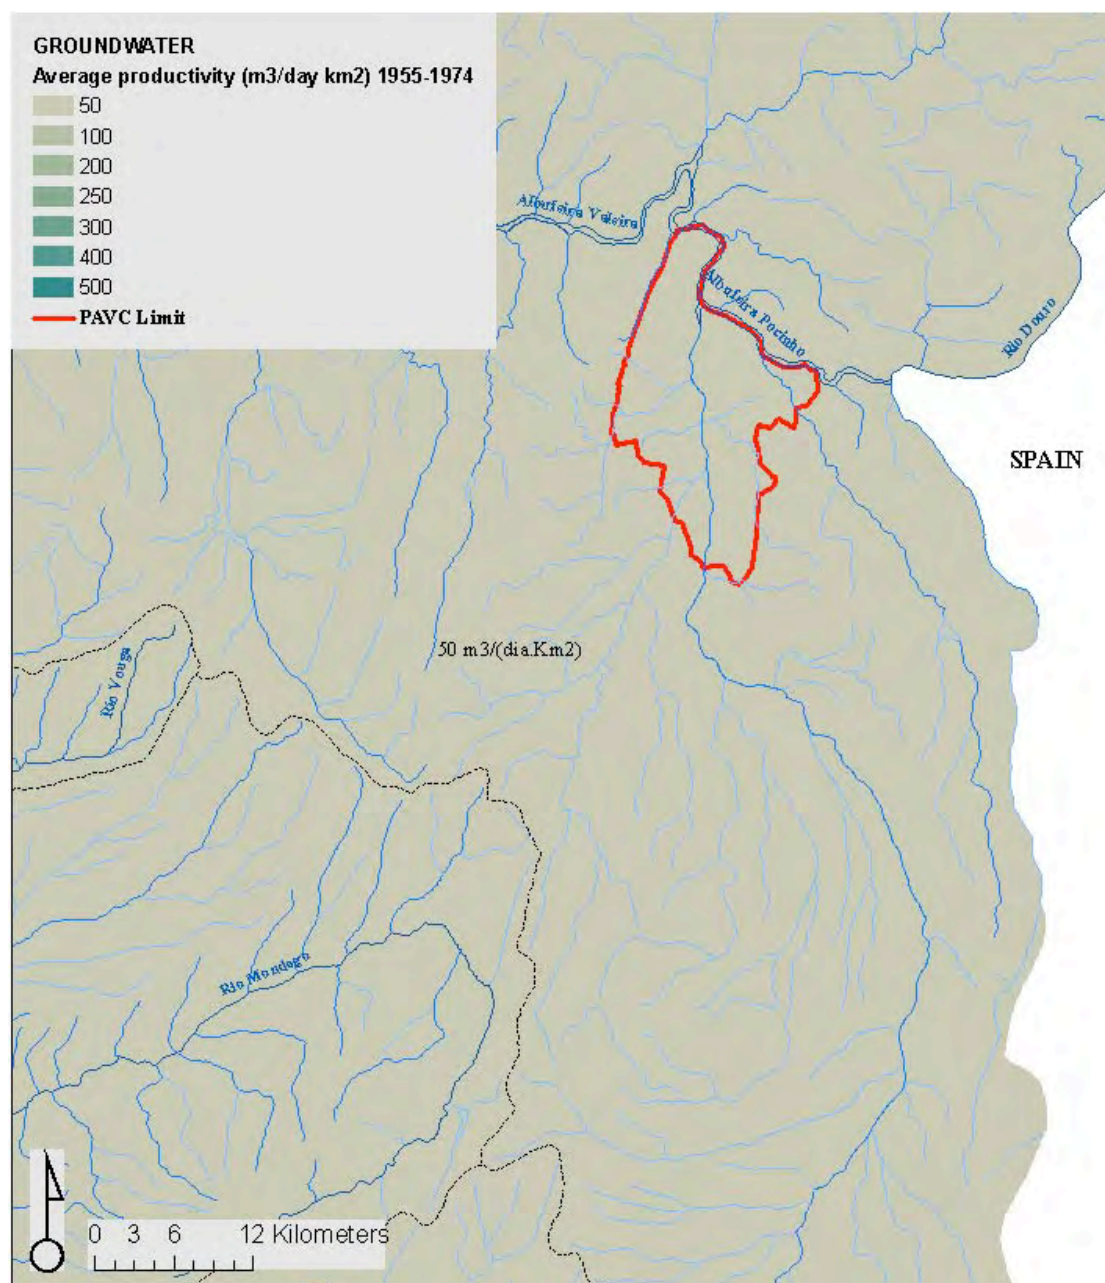 GROUNDWATER
Average productivity (m3/day km2) 1955-1974
50
100
200
250
300
400
500
PAVC Limit
Albufeira Valeira
Albufeira Pocinho
Rio Douro
SPAIN
50 m3/(dia.Km2)
Rio Vouga
Rio Mondego
0 3 6 12 Kilometers